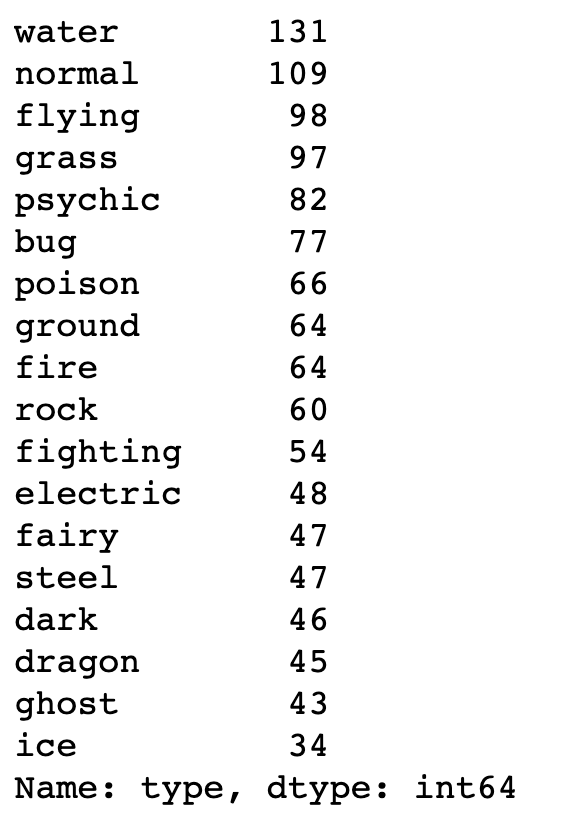 water 131
normal 109
flying 98
grass 97
psychic 82
bug 77
poison 66
ground 64
fire 64
rock 60
fighting 54
electric 48
fairy 47
steel 47
dark 46
dragon 45
ghost 43
ice 34
Name: type, dtype: int64